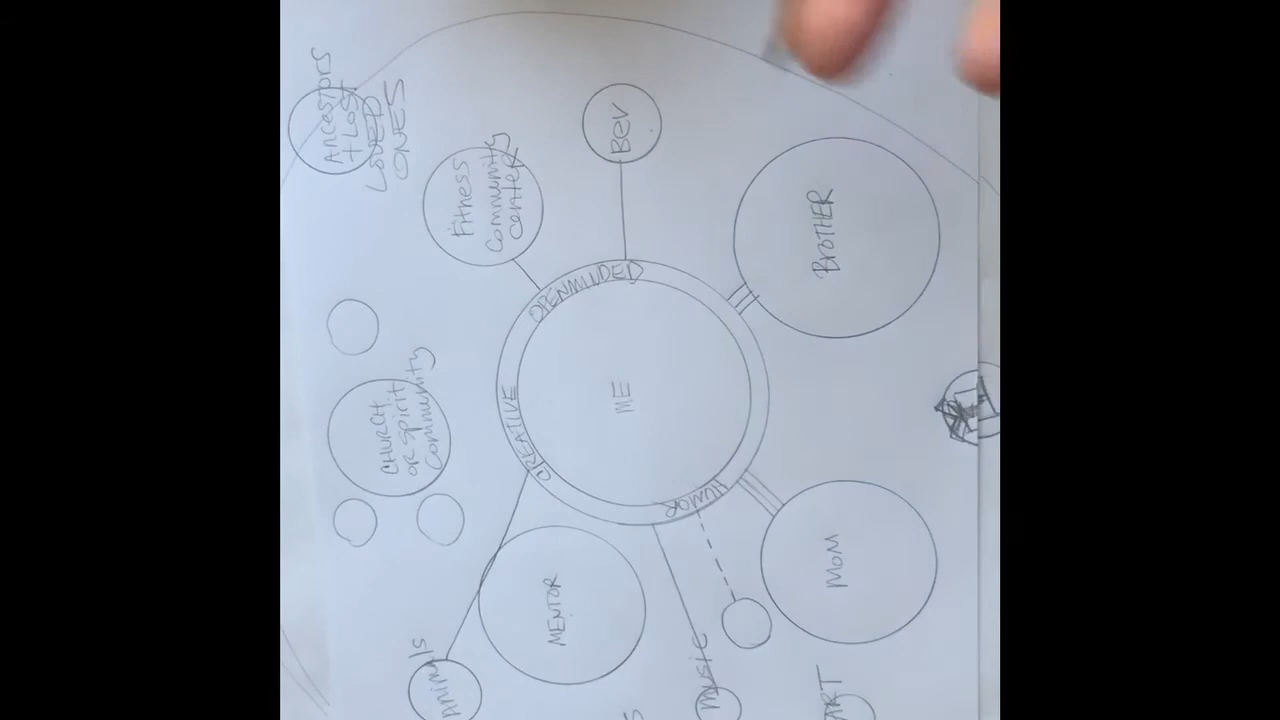 Ancestors
+ Lost
LOVED
ONES
Fitness
Community
Center
Bev
BROTHER
OPENMINDED
CREATIVE
HUMOR
ME
CHURCH
OR Spirit
Community
MENTOR
MOM
Animals
Music
ART